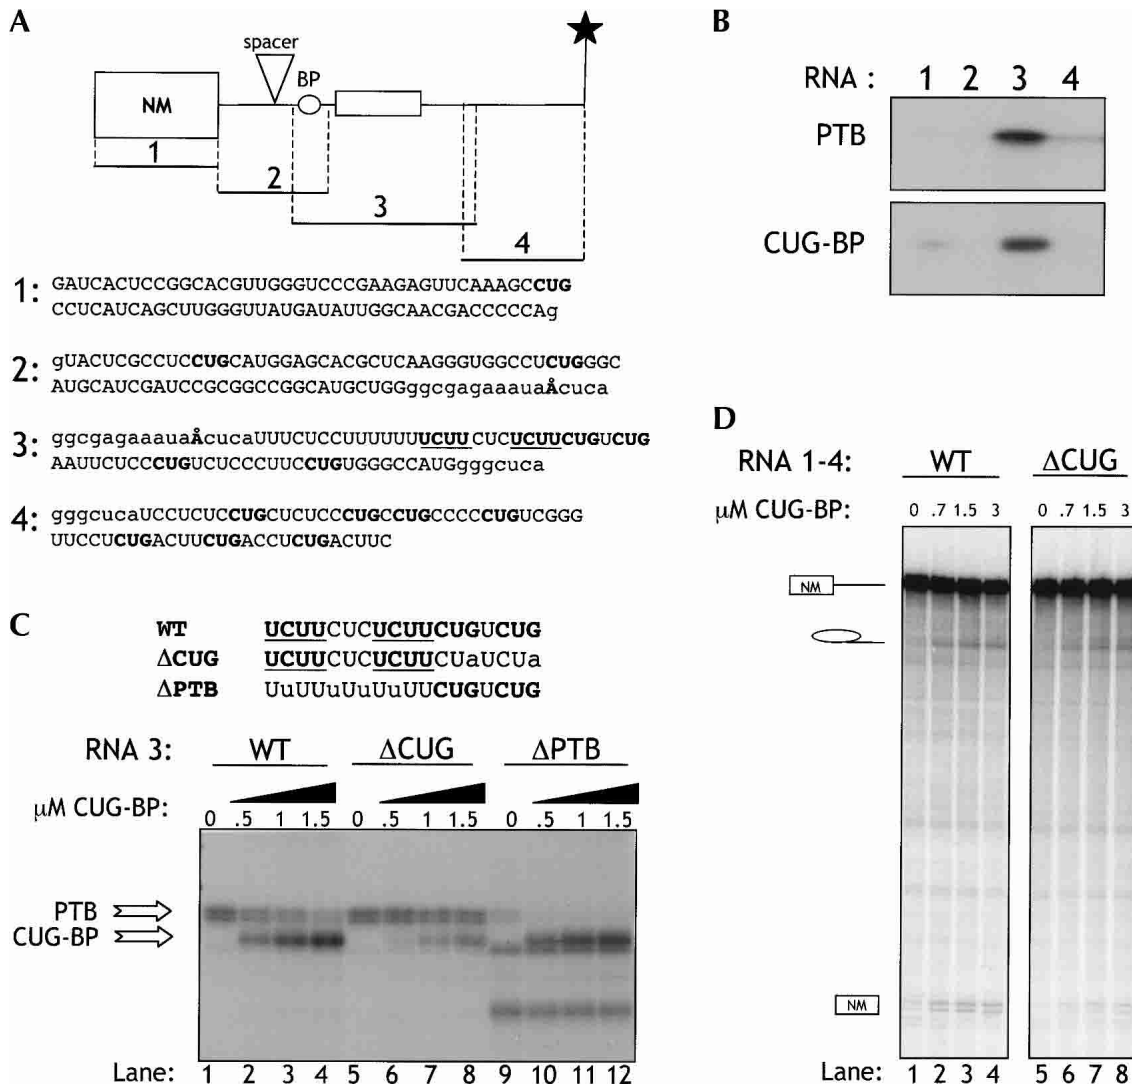 A
spacer
BP
NM
1
2
3
4
1: GAUCACUCCGGCACGUUGGGUCCCGAAGAGUUCAAAGCCUG
CCUCAUCAGCUUGGGUUAUGAUAUUGGCAACGACCCCCAg
2: gUACUCGCCUCCUGCAUGGAGCACGCUCAAGGGUGGCCUCUGGGC
AUGCAUCGAUCCGCGGCCGGCAUGCUGGggcgagaaauaÅcuca
3: ggcgagaaauaÅcucaUUUCUCCUUUUUUUCUUCUCUCUUCUGUCUG
AAUUCUCCCUGUCUCCCUUCCUGUGGGCCAUGgggcuca
4: gggcucaUCCUCUCCUGCUCUCCCUGCCUGCCCCCUGUCGGG
UUCCUCUGACUUCUGACCUCUGACUUC
B
RNA : 1 2 3 4
PTB
CUG-BP
C
WT UCUUCUCUCUUCUGUCUG
ΔCUG UCUUCUCUCUUCUaUCUa
ΔPTB UuUUuUuUuUUCUGUCUG
RNA 3: WT ΔCUG ΔPTB
μM CUG-BP: 0 .5 1 1.5 0 .5 1 1.5 0 .5 1 1.5
PTB
CUG-BP
Lane: 1 2 3 4 5 6 7 8 9 10 11 12
D
RNA 1-4: WT ΔCUG
μM CUG-BP: 0 .7 1.5 3 0 .7 1.5 3
NM
NM
Lane: 1 2 3 4 5 6 7 8